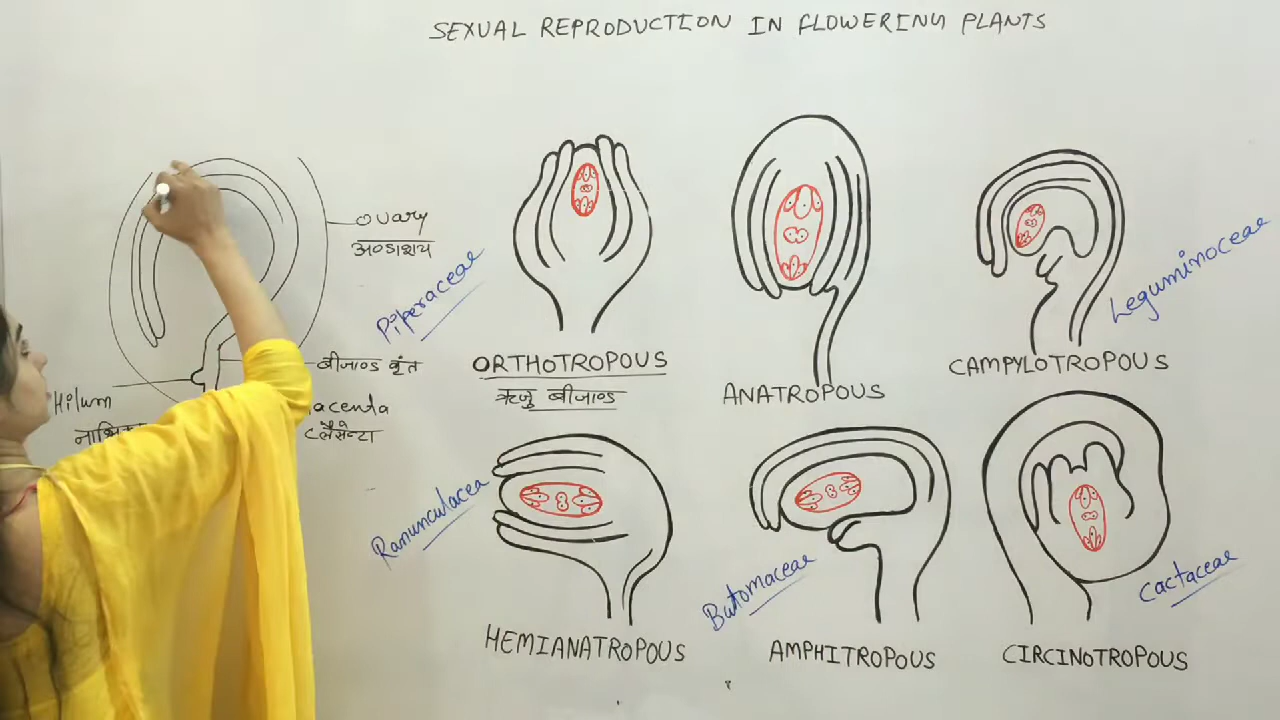 SEXUAL REPRODUCTION IN FLOWERING PLANTS
Ovary
अण्डाशय
Piperaceae
Leguminoceae
ORTHOTROPOUS
ऋजु बीजाण्ड
ANATROPOUS
CAMPYLOTROPOUS
बीजाण्ड वृंत
Hilum
acenta
प्लैसेन्टा
Ranunculacea
Butomaceae
Cactaceae
HEMIANATROPOUS
AMPHITROPOUS
CIRCINOTROPOUS